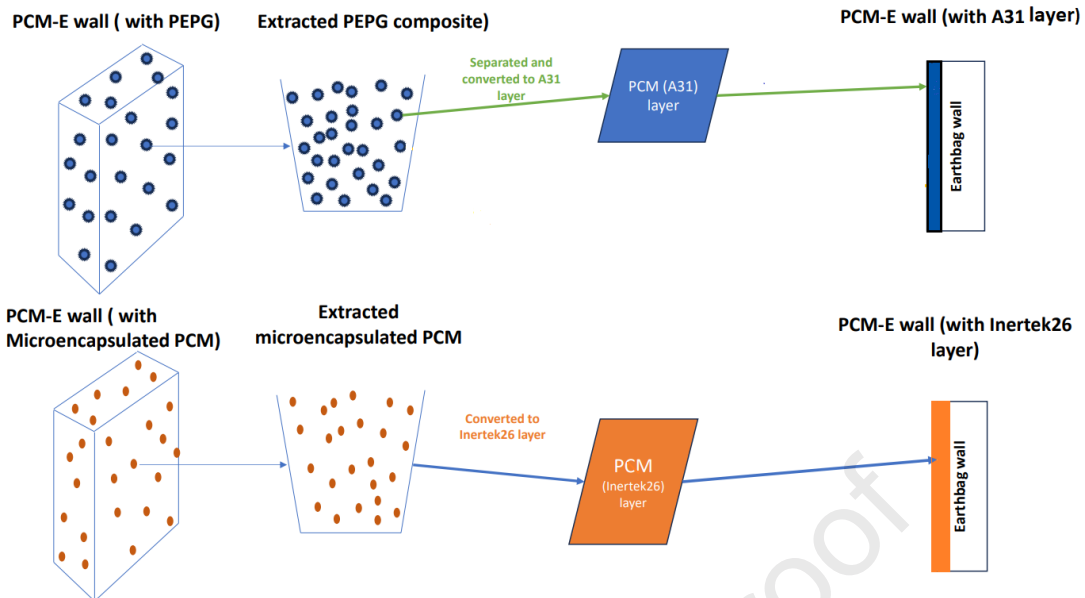 PCM-E wall ( with PEPG)
Extracted PEPG composite)
PCM-E wall (with A31 layer)
Separated and
converted to A31
layer
PCM (A31)
layer
Earthbag wall
PCM-E wall ( with
Microencapsulated PCM)
Extracted
microencapsulated PCM
PCM-E wall (with Inertek26
layer)
Converted to
Inertek26 layer
PCM
(Inertek26)
layer
Earthbag wall
roof